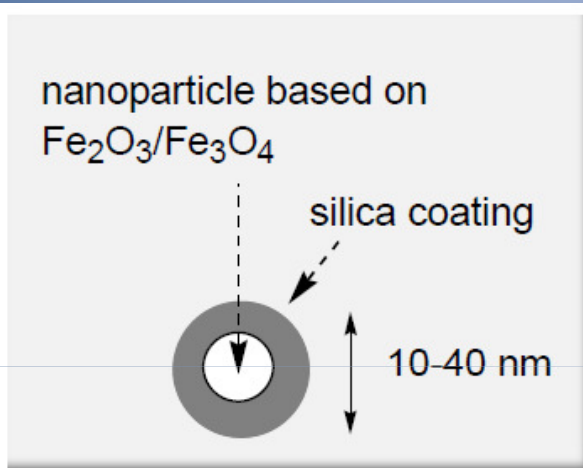 nanoparticle based on
Fe₂O₃/Fe₃O₄
silica coating
10-40 nm